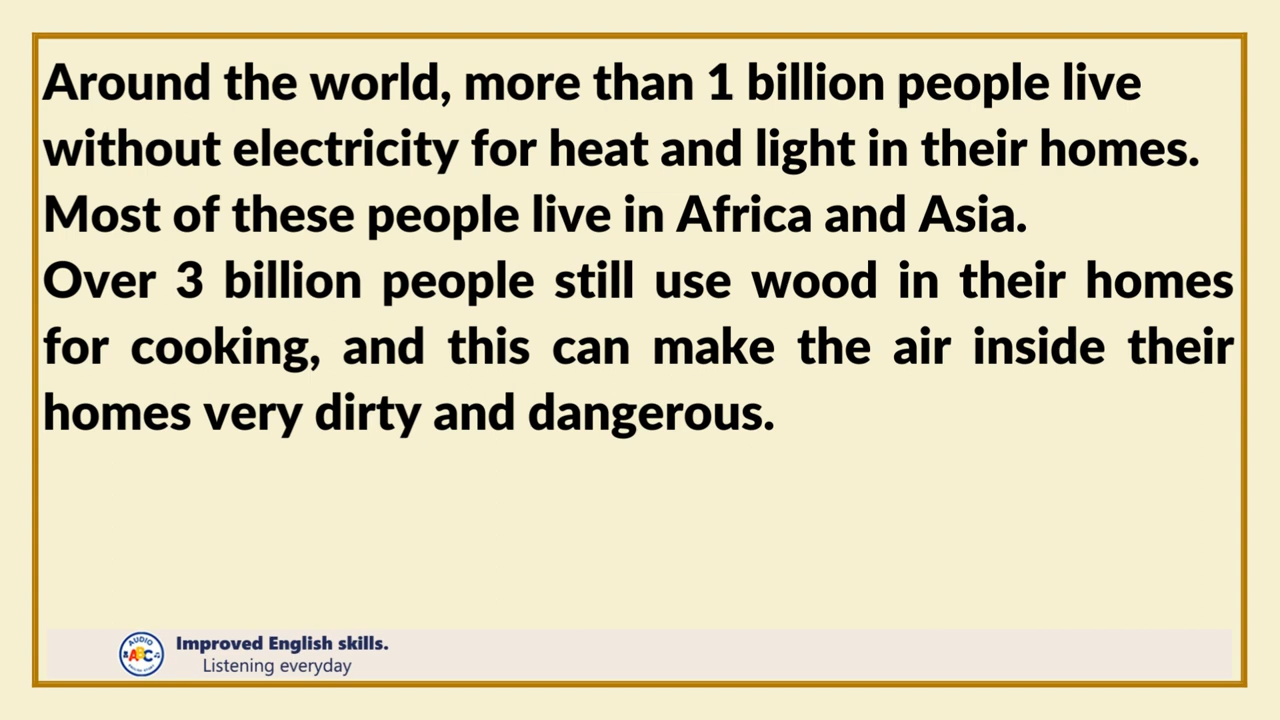 Around the world, more than 1 billion people live
without electricity for heat and light in their homes.
Most of these people live in Africa and Asia.
Over 3 billion people still use wood in their homes
for cooking, and this can make the air inside their
homes very dirty and dangerous.
AUDIO
ABC
Improved English skills.
Listening everyday